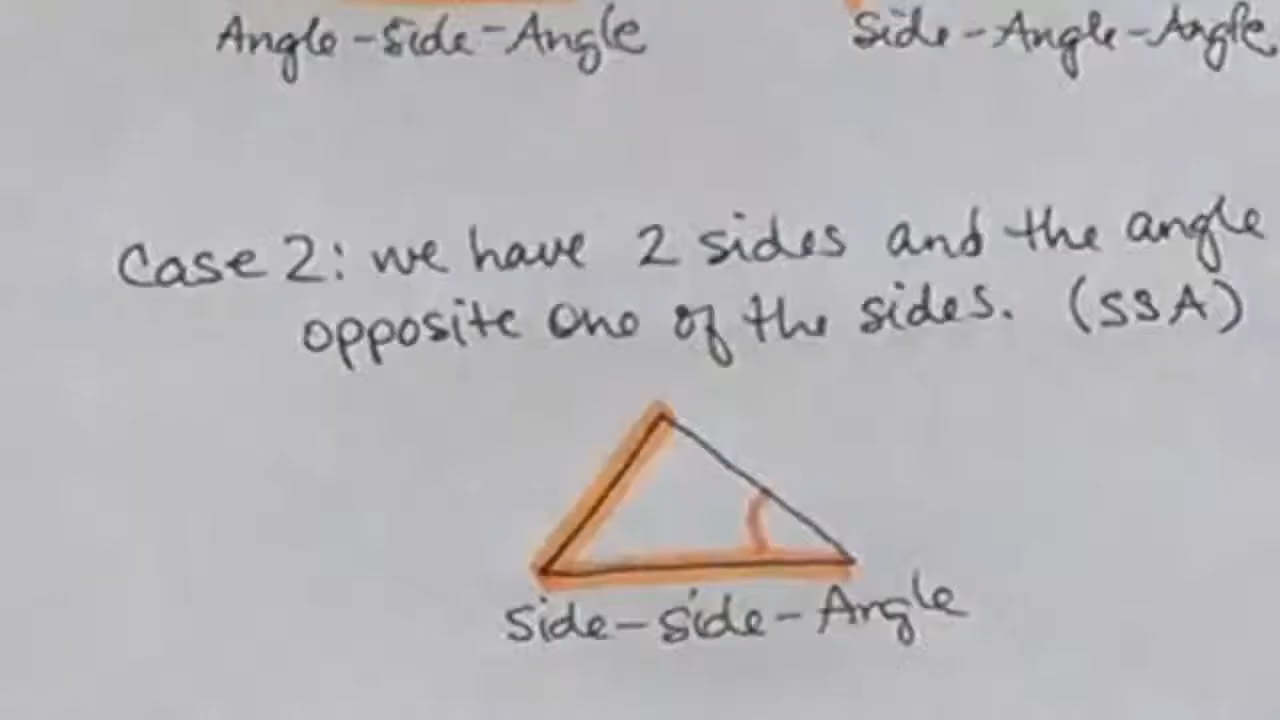 Angle-Side-Angle
Side-Angle-Angle
Case 2: we have 2 sides and the angle
opposite one of the sides. (SSA)
Side-Side-Angle